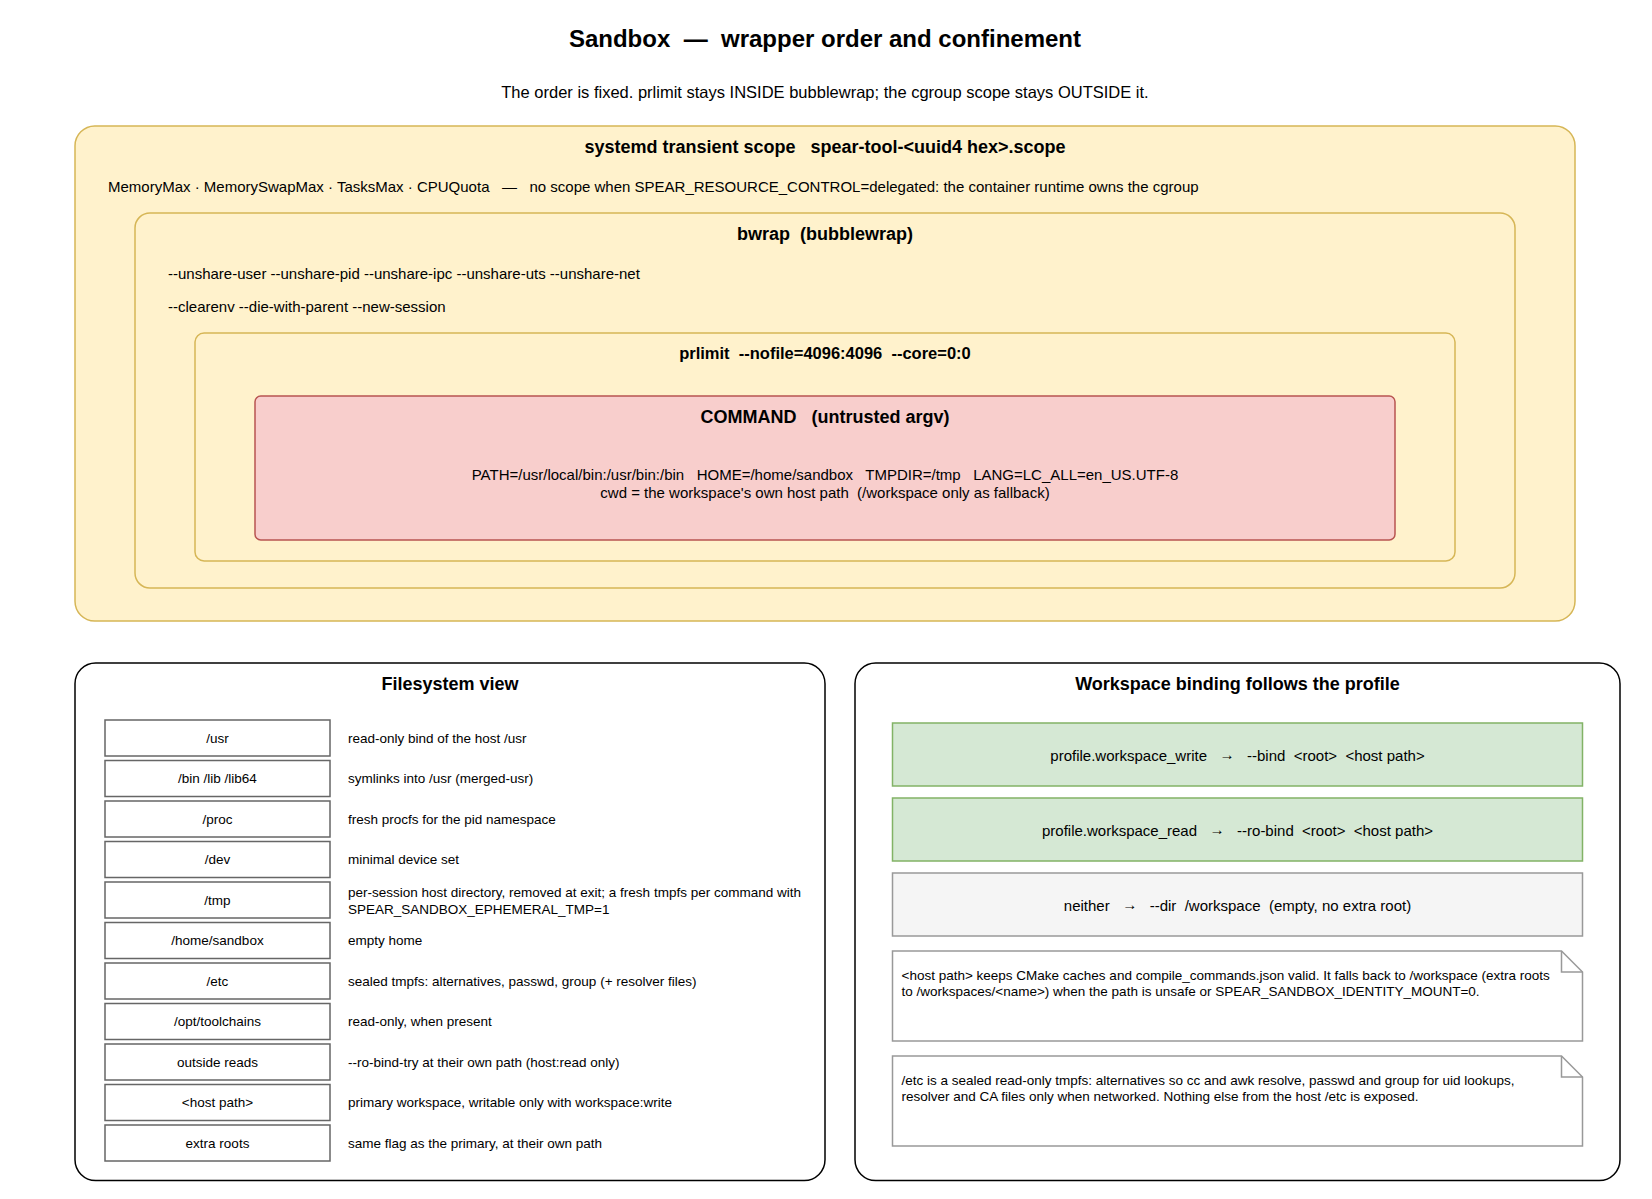 Sandbox — wrapper order and confinement
The order is fixed. prlimit stays INSIDE bubblewrap; the cgroup scope stays OUTSIDE it.
systemd transient scope spear-tool-<uuid4 hex>.scope
MemoryMax · MemorySwapMax · TasksMax · CPUQuota — no scope when SPEAR_RESOURCE_CONTROL=delegated: the container runtime owns the cgroup
bwrap (bubblewrap)
--unshare-user --unshare-pid --unshare-ipc --unshare-uts --unshare-net
--clearenv --die-with-parent --new-session
prlimit --nofile=4096:4096 --core=0:0
COMMAND (untrusted argv)
PATH=/usr/local/bin:/usr/bin:/bin HOME=/home/sandbox TMPDIR=/tmp LANG=LC_ALL=en_US.UTF-8
cwd = the workspace's own host path (/workspace only as fallback)
Filesystem view
/usr read-only bind of the host /usr
/bin /lib /lib64 symlinks into /usr (merged-usr)
/proc fresh procfs for the pid namespace
/dev minimal device set
/tmp per-session host directory, removed at exit; a fresh tmpfs per command with
SPEAR_SANDBOX_EPHEMERAL_TMP=1
/home/sandbox empty home
/etc sealed tmpfs: alternatives, passwd, group (+ resolver files)
/opt/toolchains read-only, when present
outside reads --ro-bind-try at their own path (host:read only)
<host path> primary workspace, writable only with workspace:write
extra roots same flag as the primary, at their own path
Workspace binding follows the profile
profile.workspace_write → --bind <root> <host path>
profile.workspace_read → --ro-bind <root> <host path>
neither → --dir /workspace (empty, no extra root)
<host path> keeps CMake caches and compile_commands.json valid. It falls back to /workspace (extra roots
to /workspaces/<name>) when the path is unsafe or SPEAR_SANDBOX_IDENTITY_MOUNT=0.
/etc is a sealed read-only tmpfs: alternatives so cc and awk resolve, passwd and group for uid lookups,
resolver and CA files only when networked. Nothing else from the host /etc is exposed.